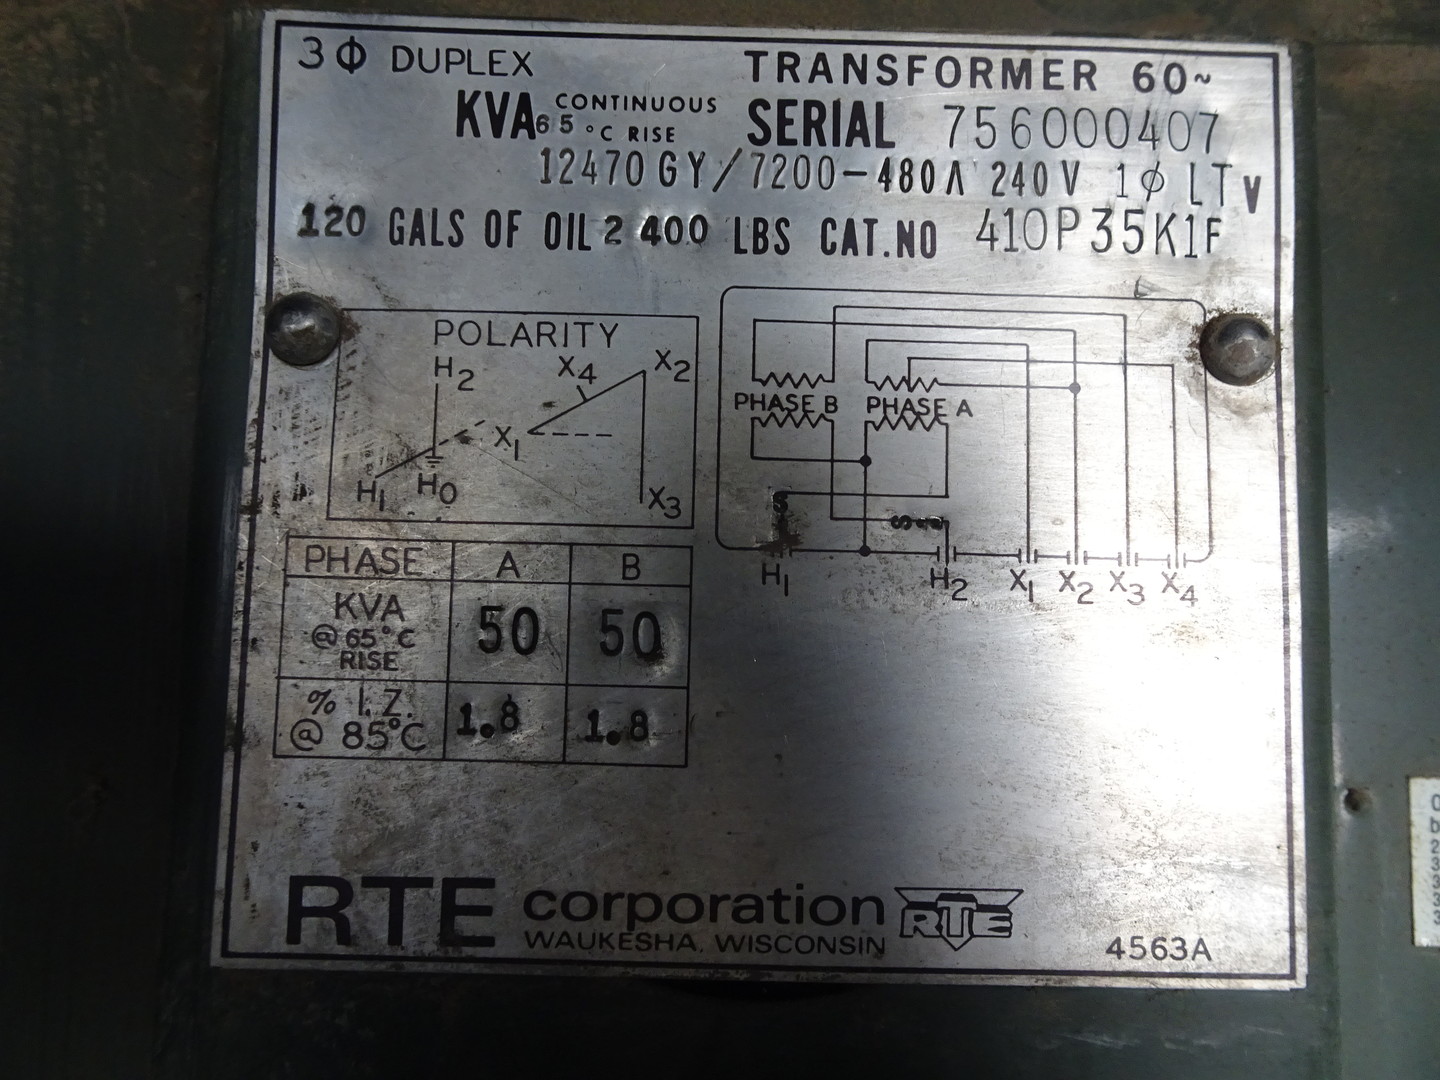 3Φ DUPLEX TRANSFORMER 60~
KVA CONTINUOUS 65 °C RISE SERIAL 756000407
12470GY/7200-480Δ 240V 1φ LT V
120 GALS OF OIL 2 400 LBS CAT.NO 410P35K1F
POLARITY
H2 X4 X2
X1
H1 H0 X3
PHASE B PHASE A
H1 H2 X1 X2 X3 X4
PHASE A B
KVA @ 65°C RISE 50 50
% I.Z. @ 85°C 1.8 1.8
RTE corporation RTE
WAUKESHA. WISCONSIN
4563A